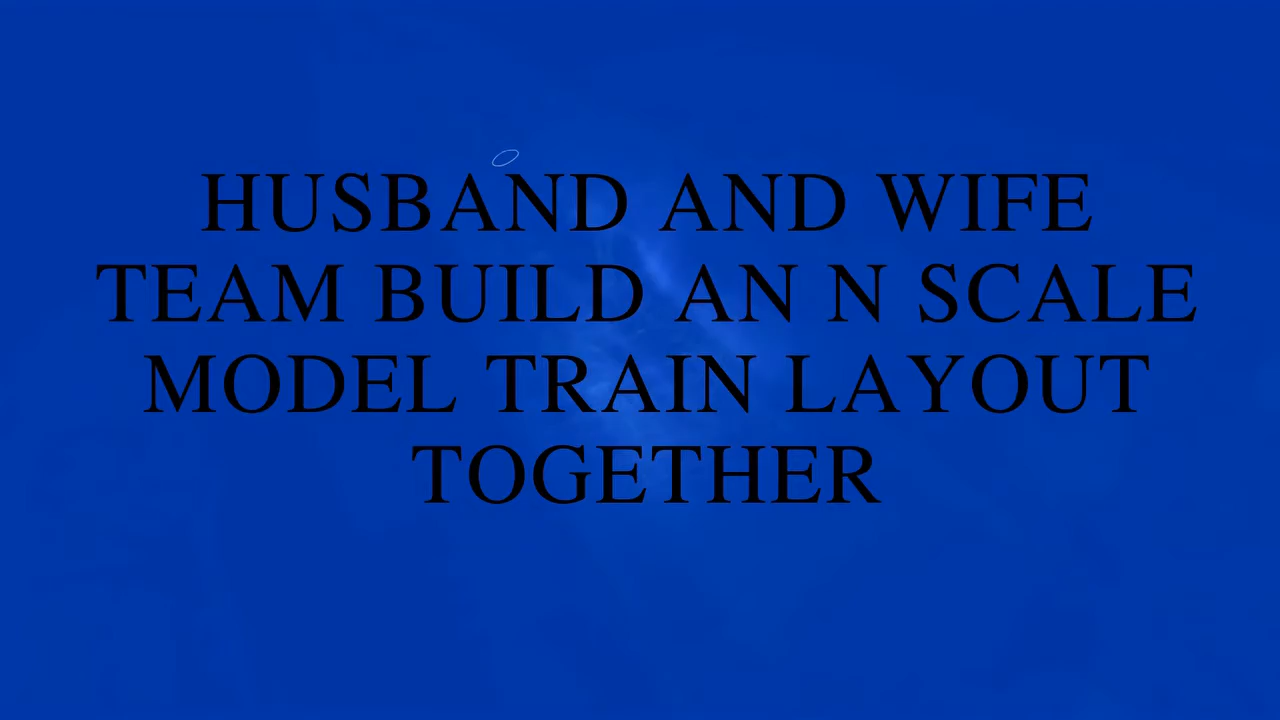 HUSBAND AND WIFE
TEAM BUILD AN N SCALE
MODEL TRAIN LAYOUT
TOGETHER